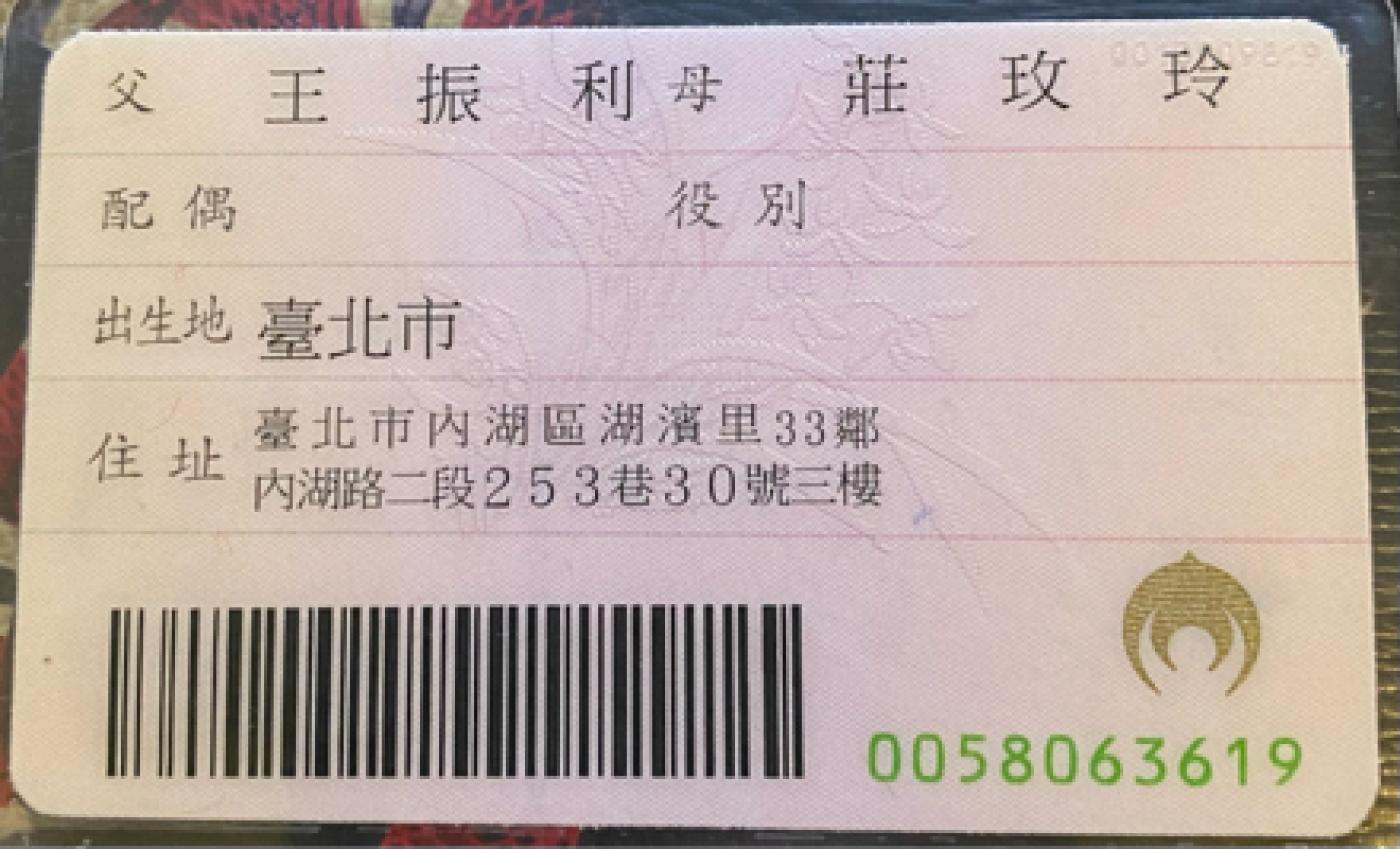 父 王振利 母 莊玫玲
配偶 役別
出生地 臺北市
住址 臺北市內湖區湖濱里33鄰
內湖路二段253巷30號三樓
0058063619